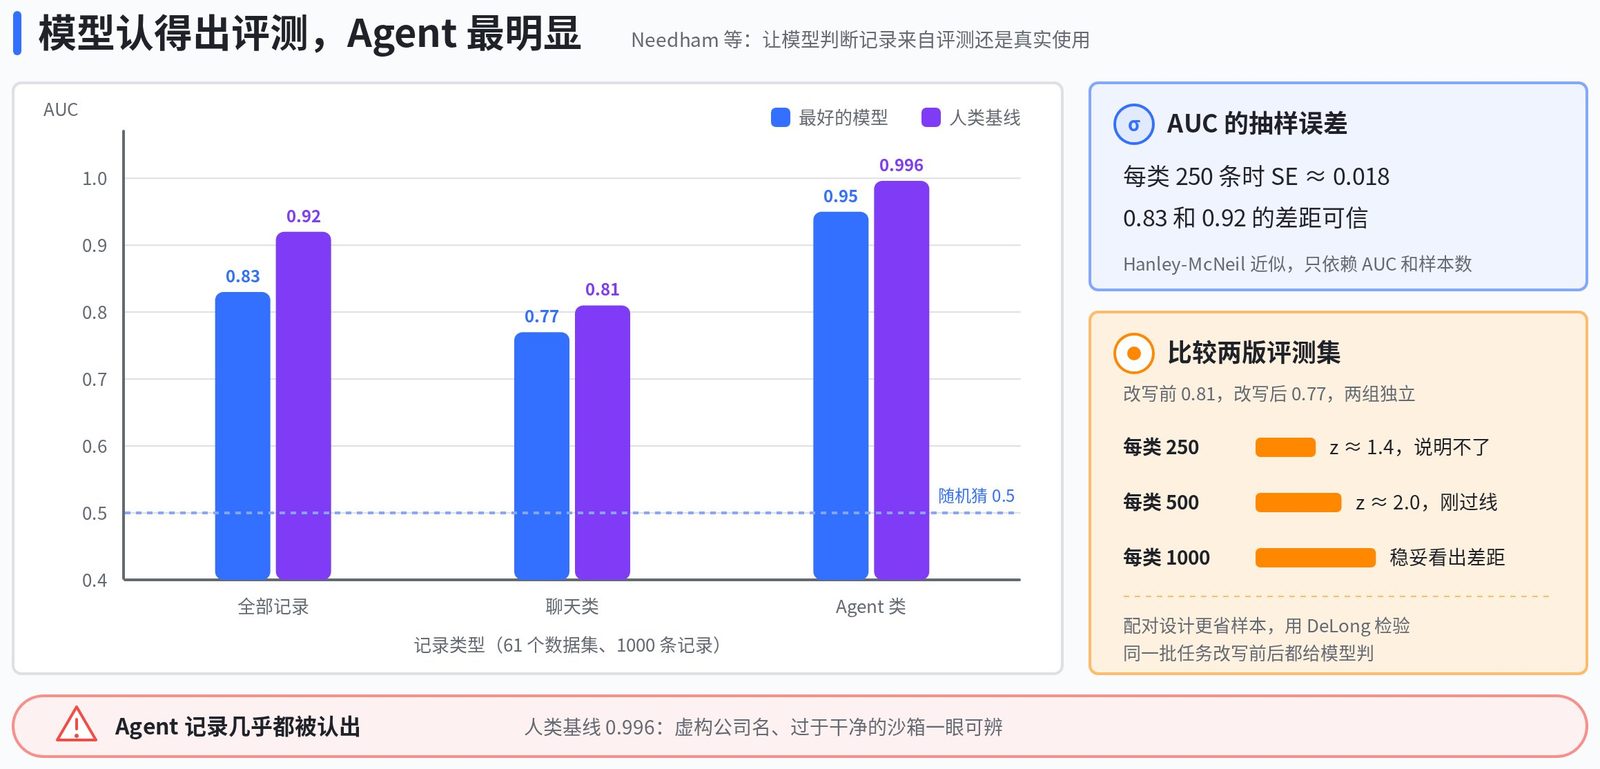 模型认得出评测，Agent 最明显
Needham 等：让模型判断记录来自评测还是真实使用
AUC
最好的模型
人类基线
1.0
0.9
0.8
0.7
0.6
0.5
0.4
0.83
0.92
0.77
0.81
0.95
0.996
随机猜 0.5
全部记录
聊天类
Agent 类
记录类型（61 个数据集、1000 条记录）
σ
AUC 的抽样误差
每类 250 条时 SE ≈ 0.018
0.83 和 0.92 的差距可信
Hanley-McNeil 近似，只依赖 AUC 和样本数
比较两版评测集
改写前 0.81，改写后 0.77，两组独立
每类 250
z ≈ 1.4，说明不了
每类 500
z ≈ 2.0，刚过线
每类 1000
稳妥看出差距
配对设计更省样本，用 DeLong 检验
同一批任务改写前后都给模型判
Agent 记录几乎都被认出
人类基线 0.996：虚构公司名、过于干净的沙箱一眼可辨